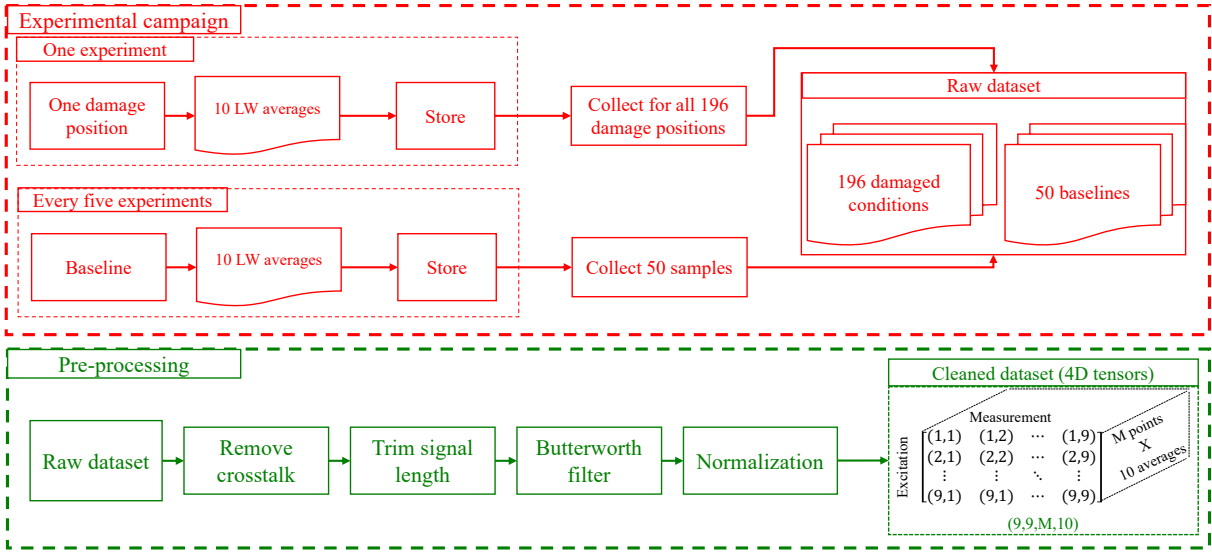 Experimental campaign
One experiment
One damage
position
10 LW averages
Store
Collect for all 196
damage positions
Raw dataset
196 damaged
conditions
50 baselines
Every five experiments
Baseline
10 LW averages
Store
Collect 50 samples
Pre-processing
Raw dataset
Remove
crosstalk
Trim signal
length
Butterworth
filter
Normalization
Cleaned dataset (4D tensors)
Measurement
Excitation
(1,1) (1,2) ⋯ (1,9)
(2,1) (2,2) ⋯ (2,9)
⋮ ⋮ ⋱ ⋮
(9,1) (9,1) ⋯ (9,9)
M points
X
10 averages
(9,9,M,10)